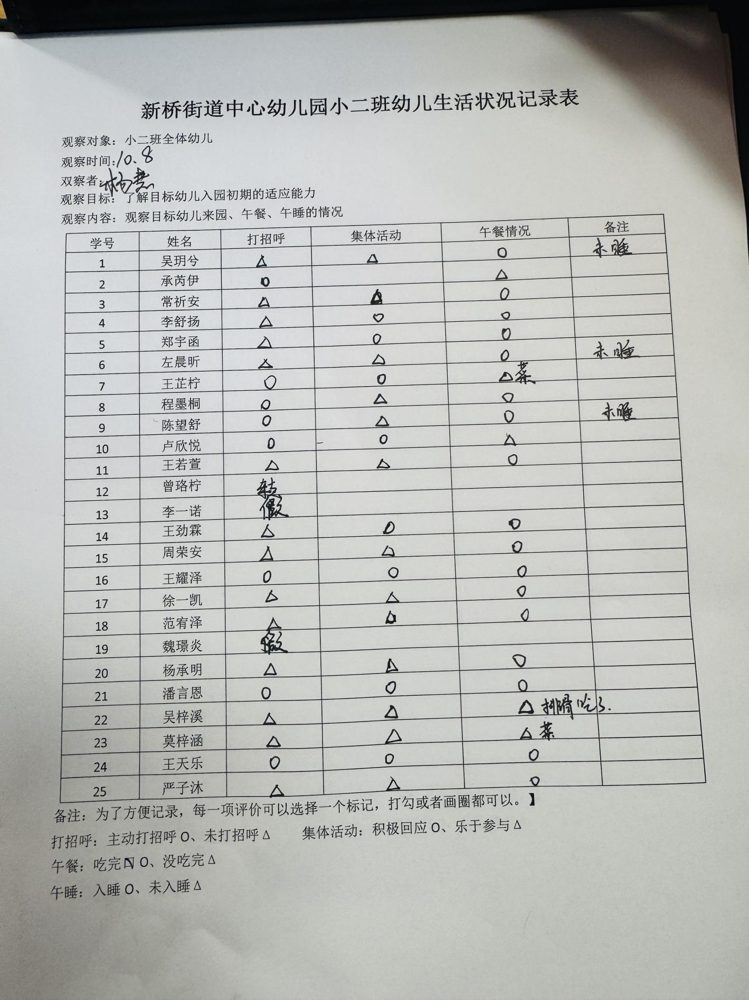 新桥街道中心幼儿园小二班幼儿生活状况记录表
观察对象：小二班全体幼儿
观察时间：10.8
双察者：杨
观察目标：了解目标幼儿入园初期的适应能力
观察内容：观察目标幼儿来园、午餐、午睡的情况
学号 姓名 打招呼 集体活动 午餐情况 备注
1 吴玥兮 △ △ O 未睡
2 承芮伊 O △
3 常祈安 △ △ O
4 李舒扬 △ O O
5 郑宇函 △ O O
6 左晨昕 △ △ O 未睡
7 王芷柠 O O △菜
8 程墨桐 O △ O
9 陈望舒 O △ O 未睡
10 卢欣悦 O O △
11 王若萱 △ △ O
12 曾珞柠
13 李一诺 假
14 王劲霖 △ O O
15 周荣安 △ △ O
16 王耀泽 O O O
17 徐一凯 △ △ O
18 范宥泽 △ △ O
19 魏璟炎 假
20 杨承明 △ △ O
21 潘言恩 O O O
22 吴梓溪 △ △ △ 排骨吃了.
23 莫梓涵 △ △ △ 菜
24 王天乐 O O O
25 严子沐 △ △ O
备注：为了方便记录，每一项评价可以选择一个标记，打勾或者画圈都可以。】
打招呼：主动打招呼 O、未打招呼 Δ 集体活动：积极回应 O、乐于参与 Δ
午餐：吃完 O、没吃完 Δ
午睡：入睡 O、未入睡 Δ